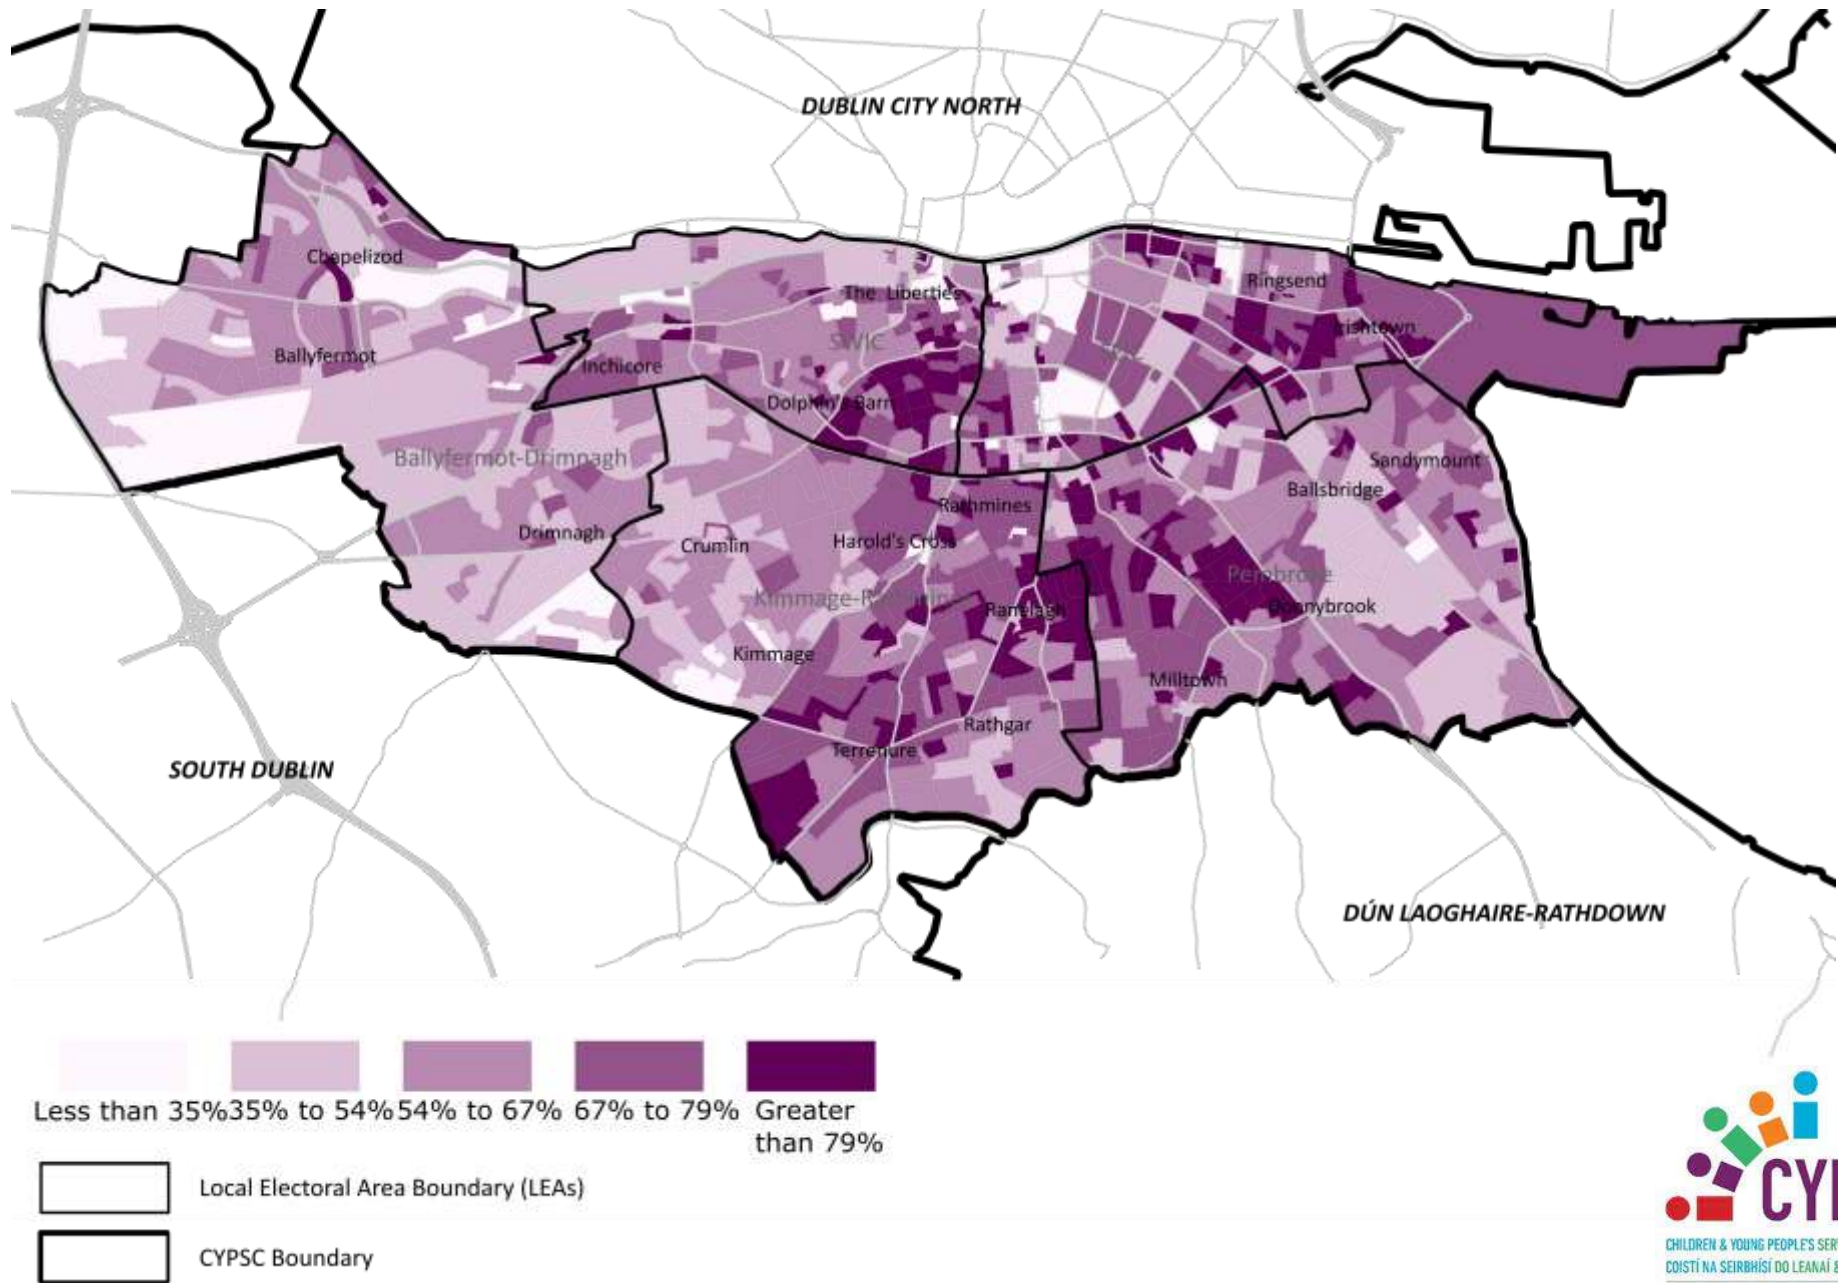 DUBLIN CITY NORTH
Chapelizod
Ringsend
The Liberties
Irishtown
SWIC
Ballyfermot
Inchicore
Dolphin's Barn
Ballyfermot-Drimnagh
Sandymount
Ballsbridge
Rathmines
Drimnagh
Crumlin
Harold's Cross
Pembroke
Kimmage-Rathmines
Donnybrook
Ranelagh
Kimmage
Milltown
Rathgar
Terrenure
SOUTH DUBLIN
DÚN LAOGHAIRE-RATHDOWN
Less than 35% 35% to 54% 54% to 67% 67% to 79% Greater
than 79%
Local Electoral Area Boundary (LEAs)
CYPSC Boundary
CY
CHILDREN & YOUNG PEOPLE'S SER
COISTÍ NA SEIRBHÍSÍ DO LEANAÍ &